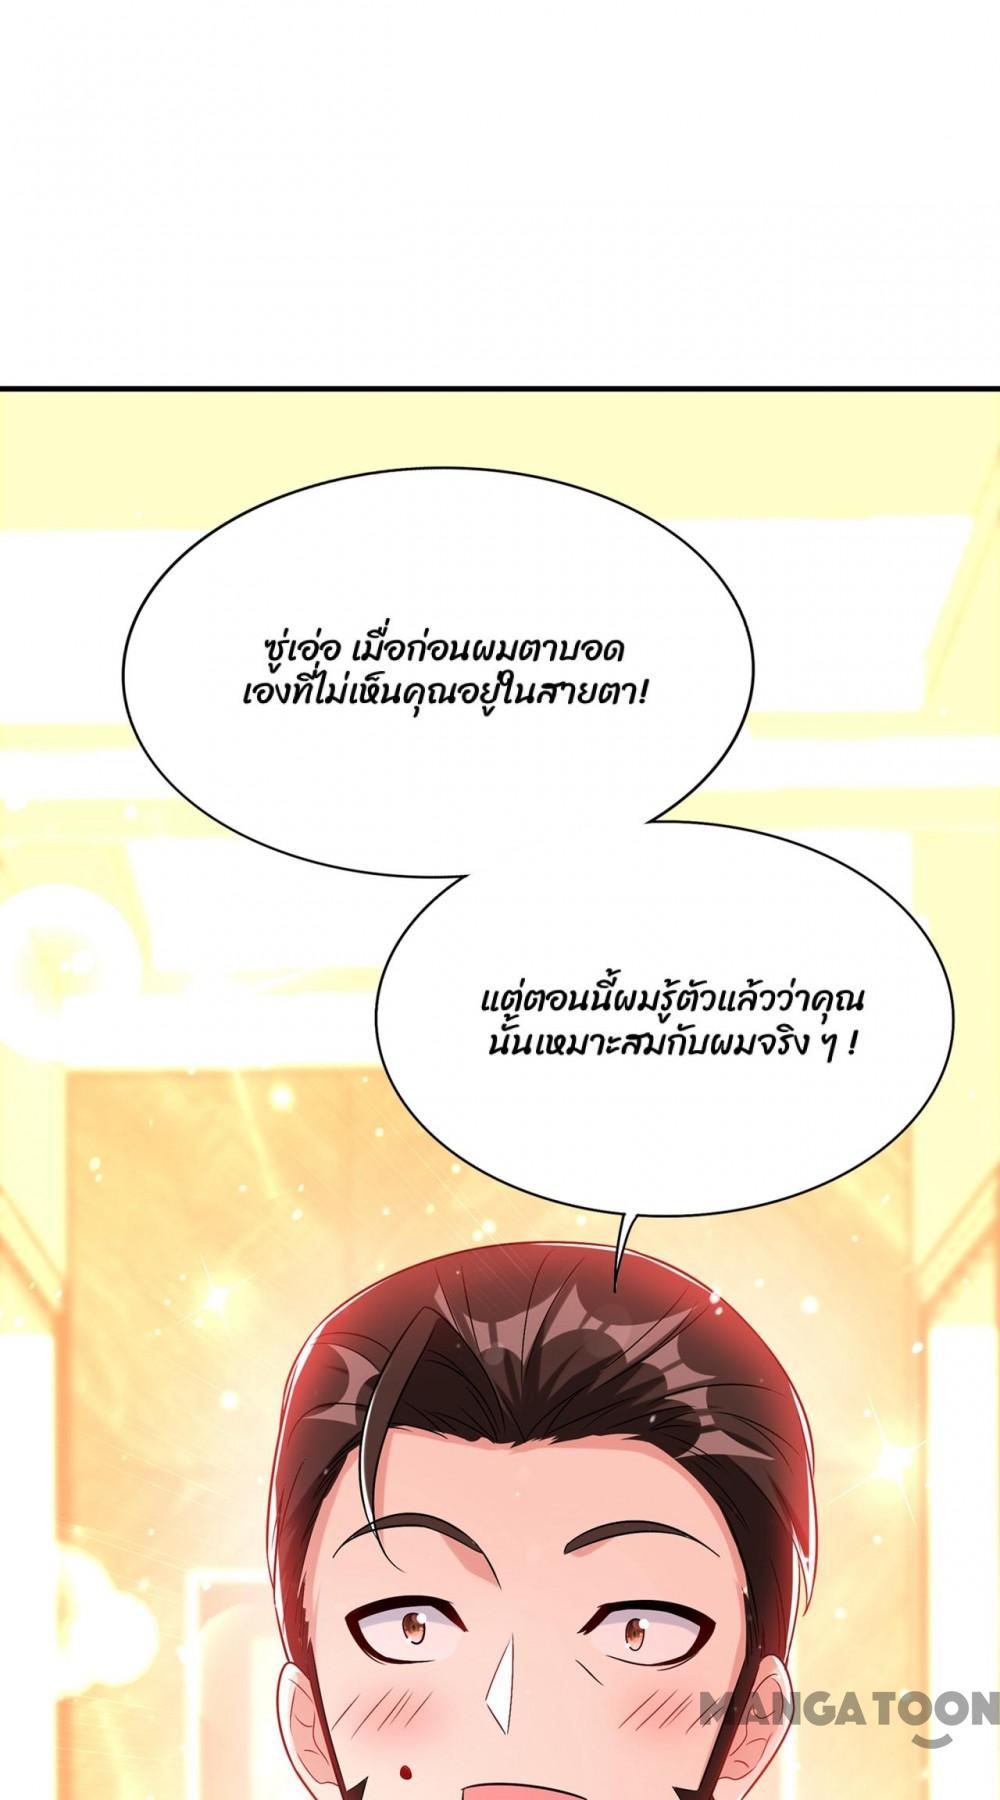 ซู่เอ่อ เมื่อก่อนผมตาบอด
เองที่ไม่เห็นคุณอยู่ในสายตา!
แต่ตอนนี้ผมรู้ตัวแล้วว่าคุณ
นั้นเหมาะสมกับผมจริง ๆ !
MANGATOON